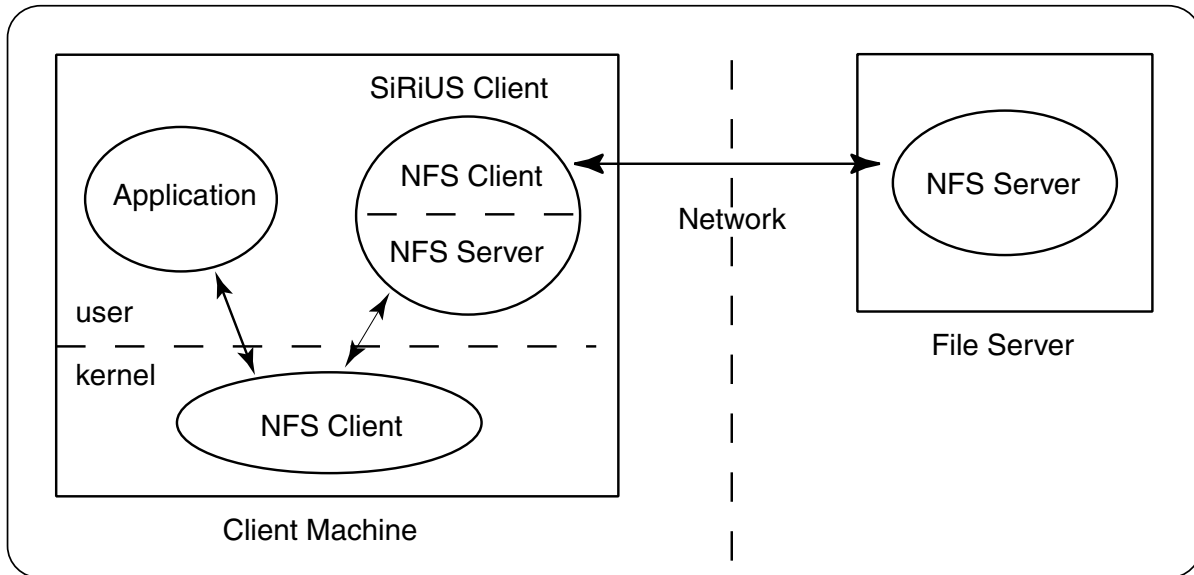 SiRiUS Client
Application
NFS Client
NFS Server
user
kernel
NFS Client
Client Machine
Network
NFS Server
File Server